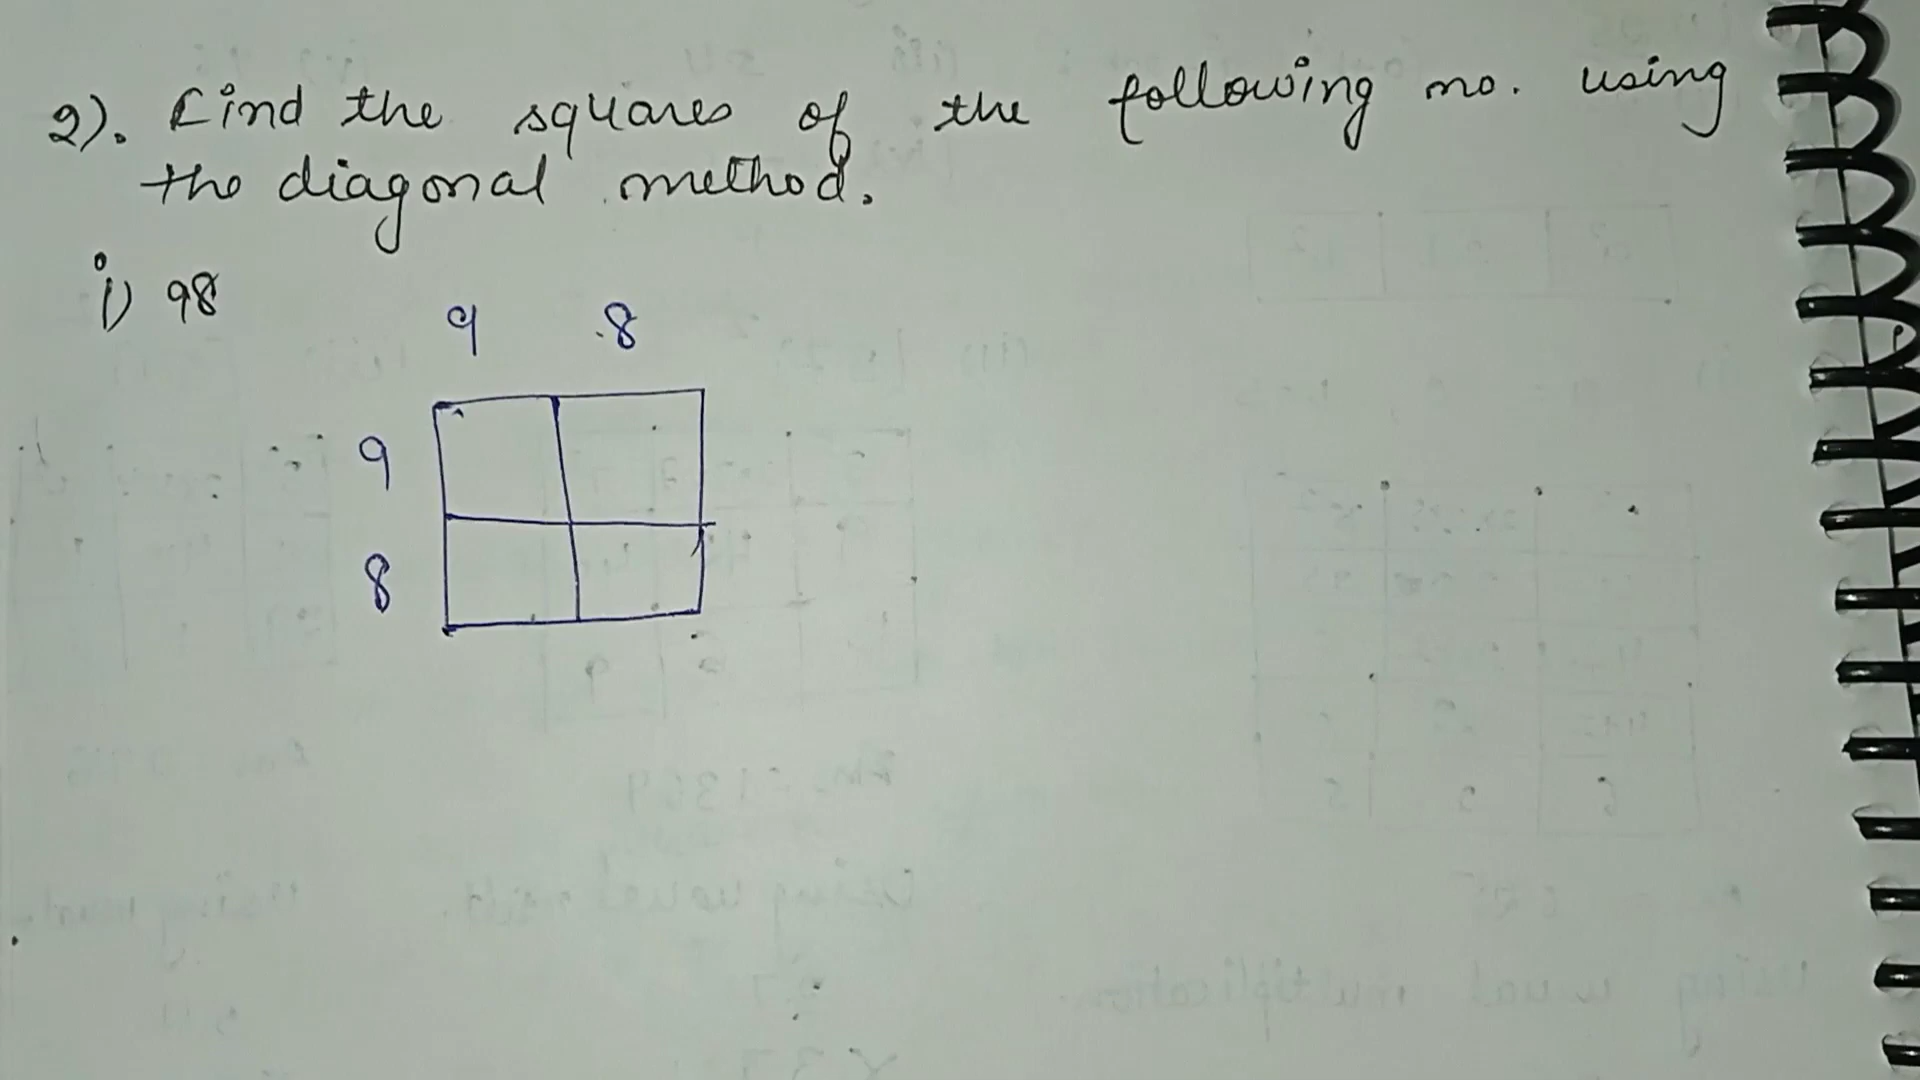 2). Find the squares of the following no. using
the diagonal method.
i) 98
9 8
9
8